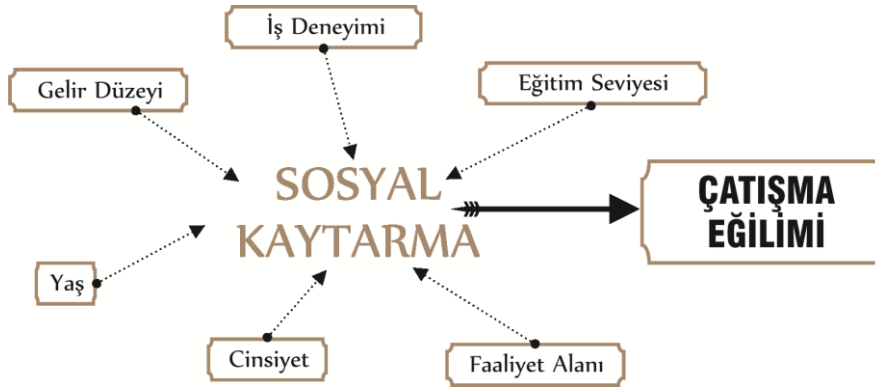 İş Deneyimi
Gelir Düzeyi
Eğitim Seviyesi
SOSYAL
KAYTARMA
ÇATIŞMA
EĞİLİMİ
Yaş
Cinsiyet
Faaliyet Alanı